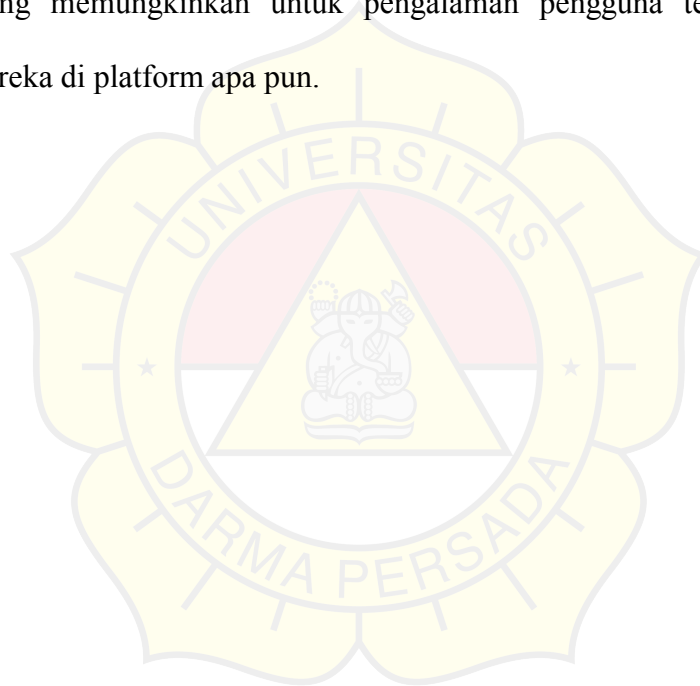 ng memungkinkan untuk pengalaman pengguna te
reka di platform apa pun.
UNIVERSITAS
DARMA PERSADA